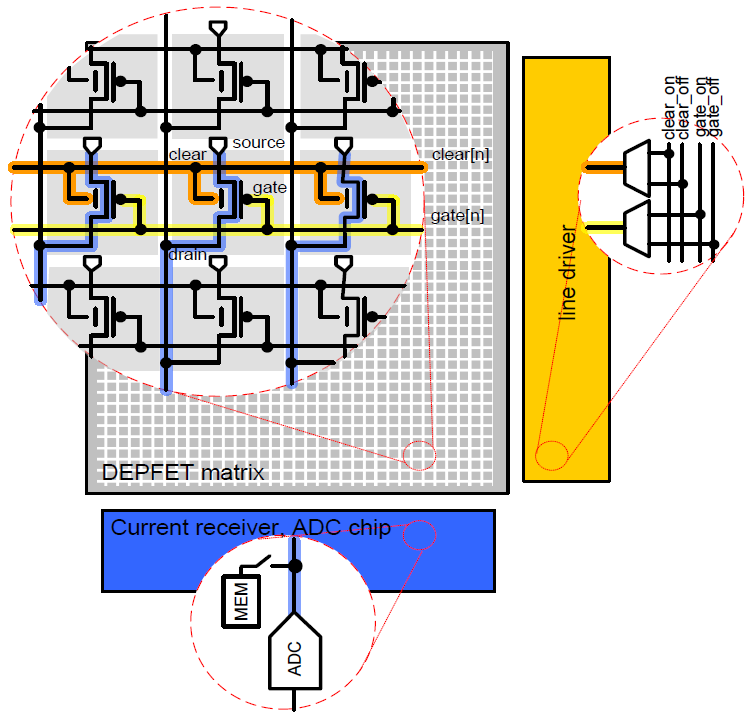 source
clear
clear[n]
gate
gate[n]
drain
DEPFET matrix
clear_on
clear_off
gate_on
gate_off
line driver
Current receiver, ADC chip
MEM
ADC